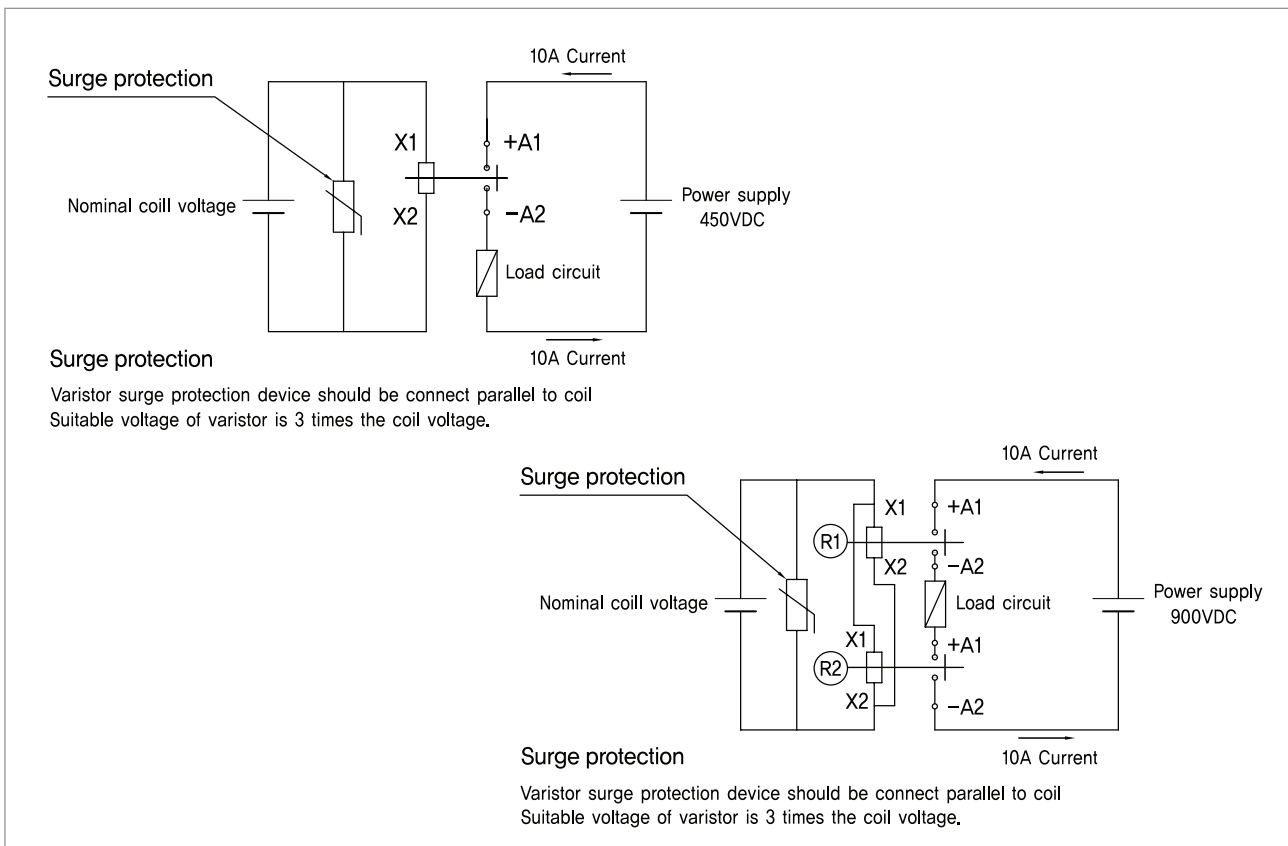 10A Current
Surge protection
X1
+A1
Nominal coill voltage
Power supply
450VDC
X2
−A2
Load circuit
10A Current
Surge protection
Varistor surge protection device should be connect parallel to coil
Suitable voltage of varistor is 3 times the coil voltage.
10A Current
Surge protection
X1
+A1
R1
X2
−A2
Nominal coill voltage
Load circuit
Power supply
900VDC
X1
+A1
R2
X2
−A2
10A Current
Surge protection
Varistor surge protection device should be connect parallel to coil
Suitable voltage of varistor is 3 times the coil voltage.